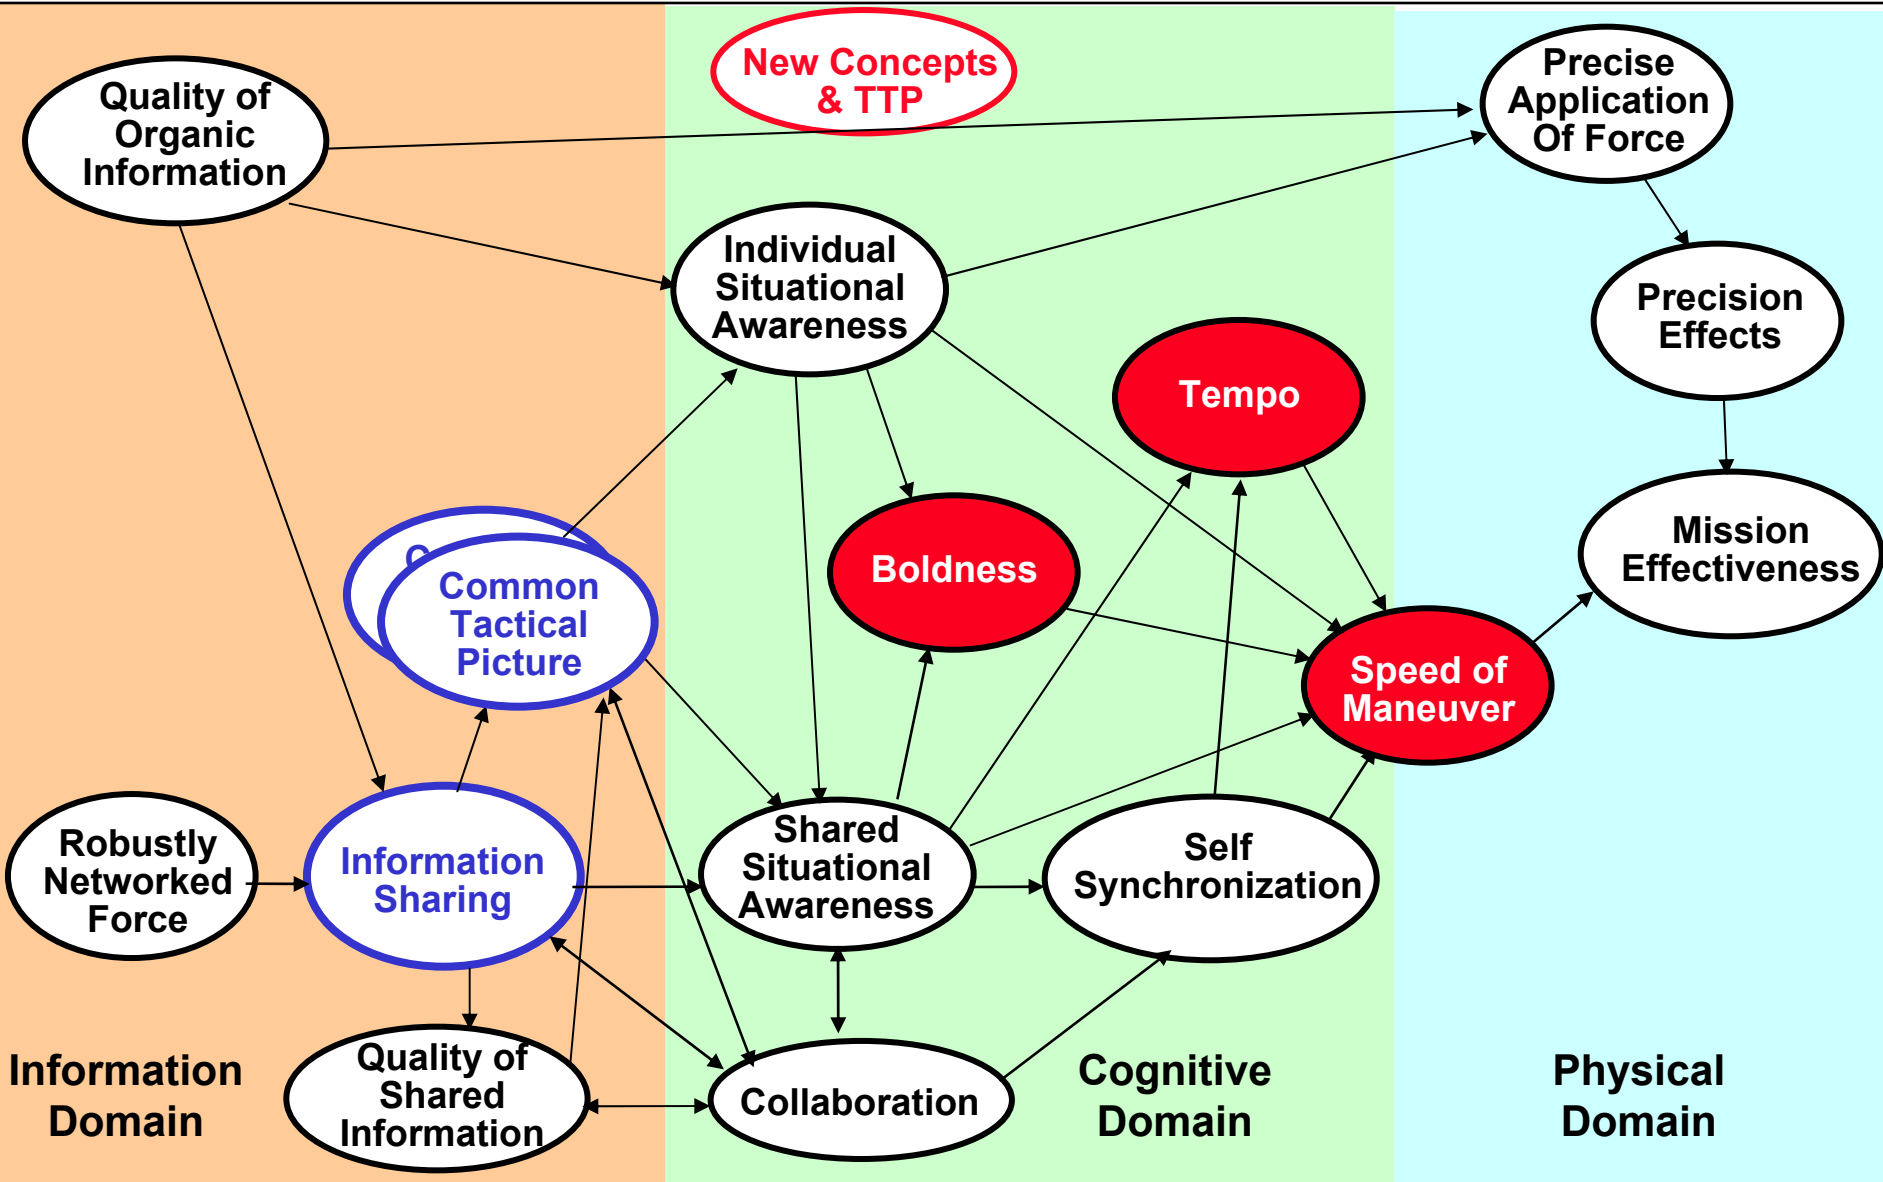 New Concepts
& TTP
Quality of
Organic
Information
Precise
Application
Of Force
Individual
Situational
Awareness
Precision
Effects
Tempo
Boldness
Mission
Effectiveness
Common
Tactical
Picture
Speed of
Maneuver
Robustly
Networked
Force
Information
Sharing
Shared
Situational
Awareness
Self
Synchronization
Quality of
Shared
Information
Collaboration
Information
Domain
Cognitive
Domain
Physical
Domain